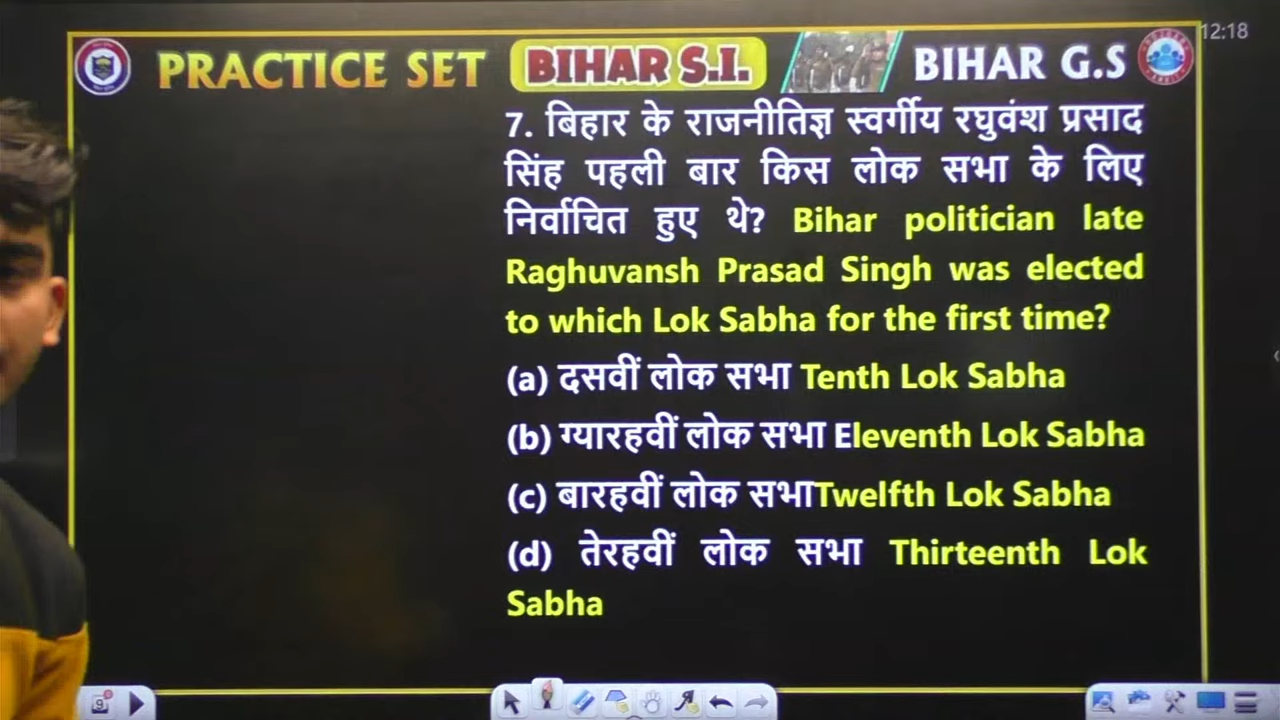 12:18
PRACTICE SET BIHAR S.I. BIHAR G.S
7. बिहार के राजनीतिज्ञ स्वर्गीय रघुवंश प्रसाद
सिंह पहली बार किस लोक सभा के लिए
निर्वाचित हुए थे? Bihar politician late
Raghuvansh Prasad Singh was elected
to which Lok Sabha for the first time?
(a) दसवीं लोक सभा Tenth Lok Sabha
(b) ग्यारहवीं लोक सभा Eleventh Lok Sabha
(c) बारहवीं लोक सभाTwelfth Lok Sabha
(d) तेरहवीं लोक सभा Thirteenth Lok
Sabha